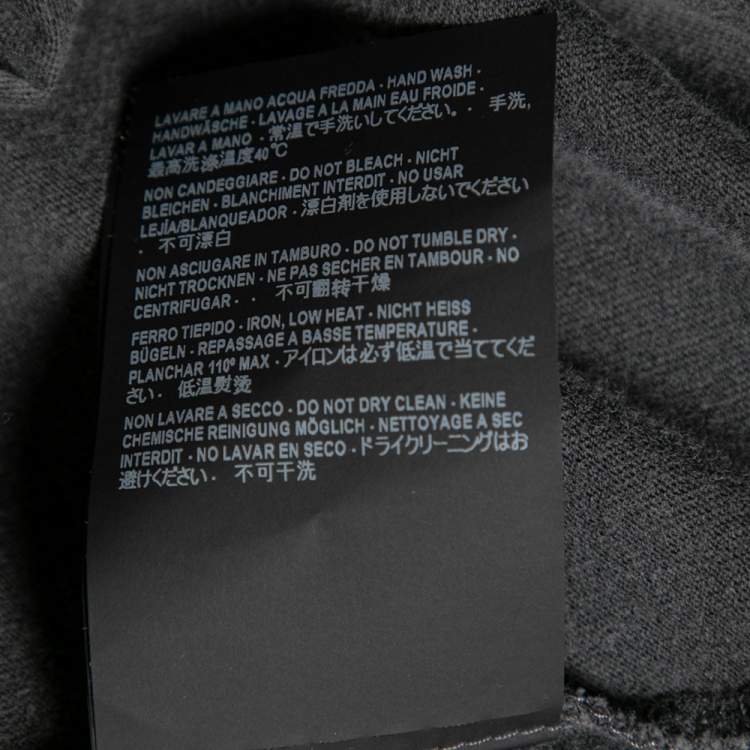 LAVARE A MANO ACQUA FREDDA - HAND WASH -
HANDWÄSCHE - LAVAGE A LA MAIN EAU FROIDE -
LAVAR A MANO - 常温で手洗いしてください。 . 手洗,
最高洗涤温度40℃
NON CANDEGGIARE - DO NOT BLEACH - NICHT
BLEICHEN - BLANCHIMENT INTERDIT - NO USAR
LEJÍA/BLANQUEADOR - 漂白剤を使用しないでください
. 不可漂白
NON ASCIUGARE IN TAMBURO - DO NOT TUMBLE DRY -
NICHT TROCKNEN - NE PAS SECHER EN TAMBOUR - NO
CENTRIFUGAR - . 不可翻转干燥
FERRO TIEPIDO - IRON, LOW HEAT - NICHT HEISS
BÜGELN - REPASSAGE A BASSE TEMPERATURE -
PLANCHAR 110º MAX - アイロンは必ず低温で当ててくだ
さい. 低温熨烫
NON LAVARE A SECCO - DO NOT DRY CLEAN - KEINE
CHEMISCHE REINIGUNG MÖGLICH - NETTOYAGE A SEC
INTERDIT - NO LAVAR EN SECO - ドライクリーニングはお
避けください. 不可干洗